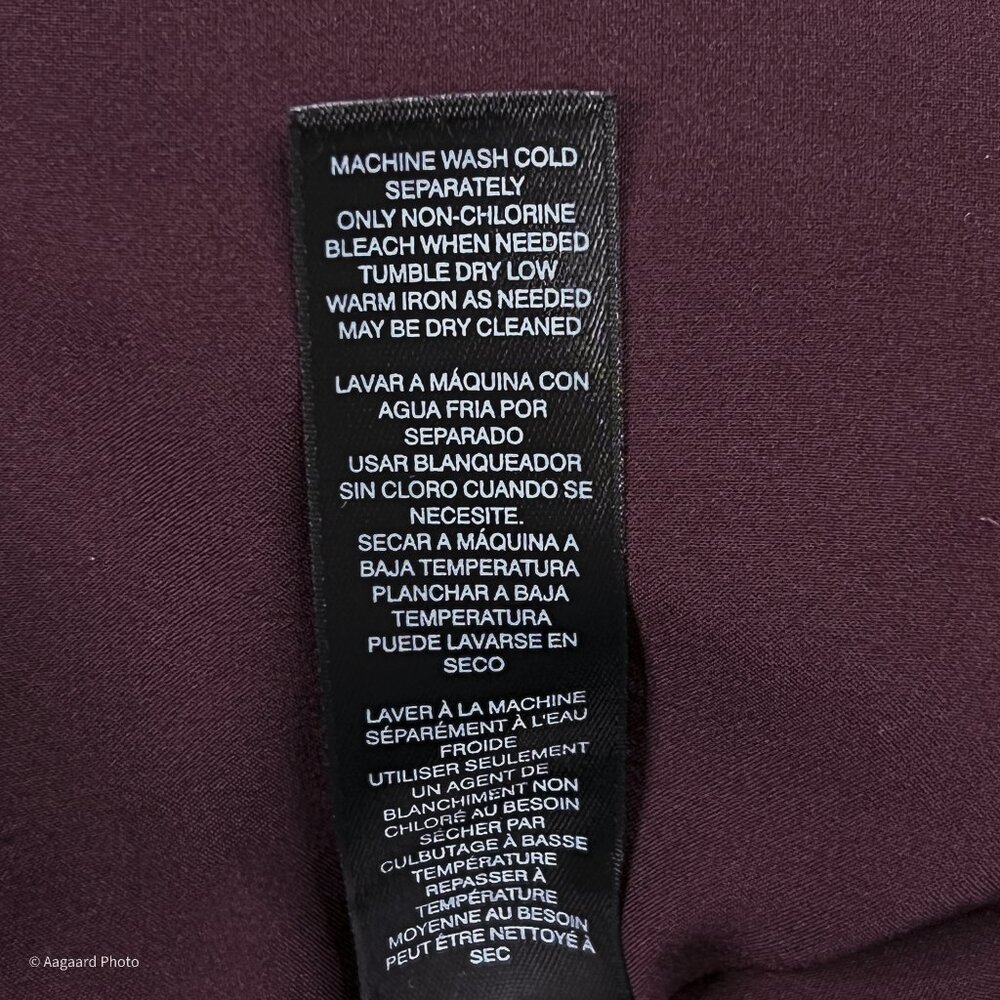 MACHINE WASH COLD
SEPARATELY
ONLY NON-CHLORINE
BLEACH WHEN NEEDED
TUMBLE DRY LOW
WARM IRON AS NEEDED
MAY BE DRY CLEANED
LAVAR A MÁQUINA CON
AGUA FRIA POR
SEPARADO
USAR BLANQUEADOR
SIN CLORO CUANDO SE
NECESITE.
SECAR A MÁQUINA A
BAJA TEMPERATURA
PLANCHAR A BAJA
TEMPERATURA
PUEDE LAVARSE EN
SECO
LAVER À LA MACHINE
SÉPARÉMENT À L'EAU
FROIDE
UTILISER SEULEMENT
UN AGENT DE
BLANCHIMENT NON
CHLORÉ AU BESOIN
SÉCHER PAR
CULBUTAGE À BASSE
TEMPÉRATURE
REPASSER À
TEMPÉRATURE
MOYENNE AU BESOIN
PEUT ÊTRE NETTOYÉ À
SEC
© Aagaard Photo